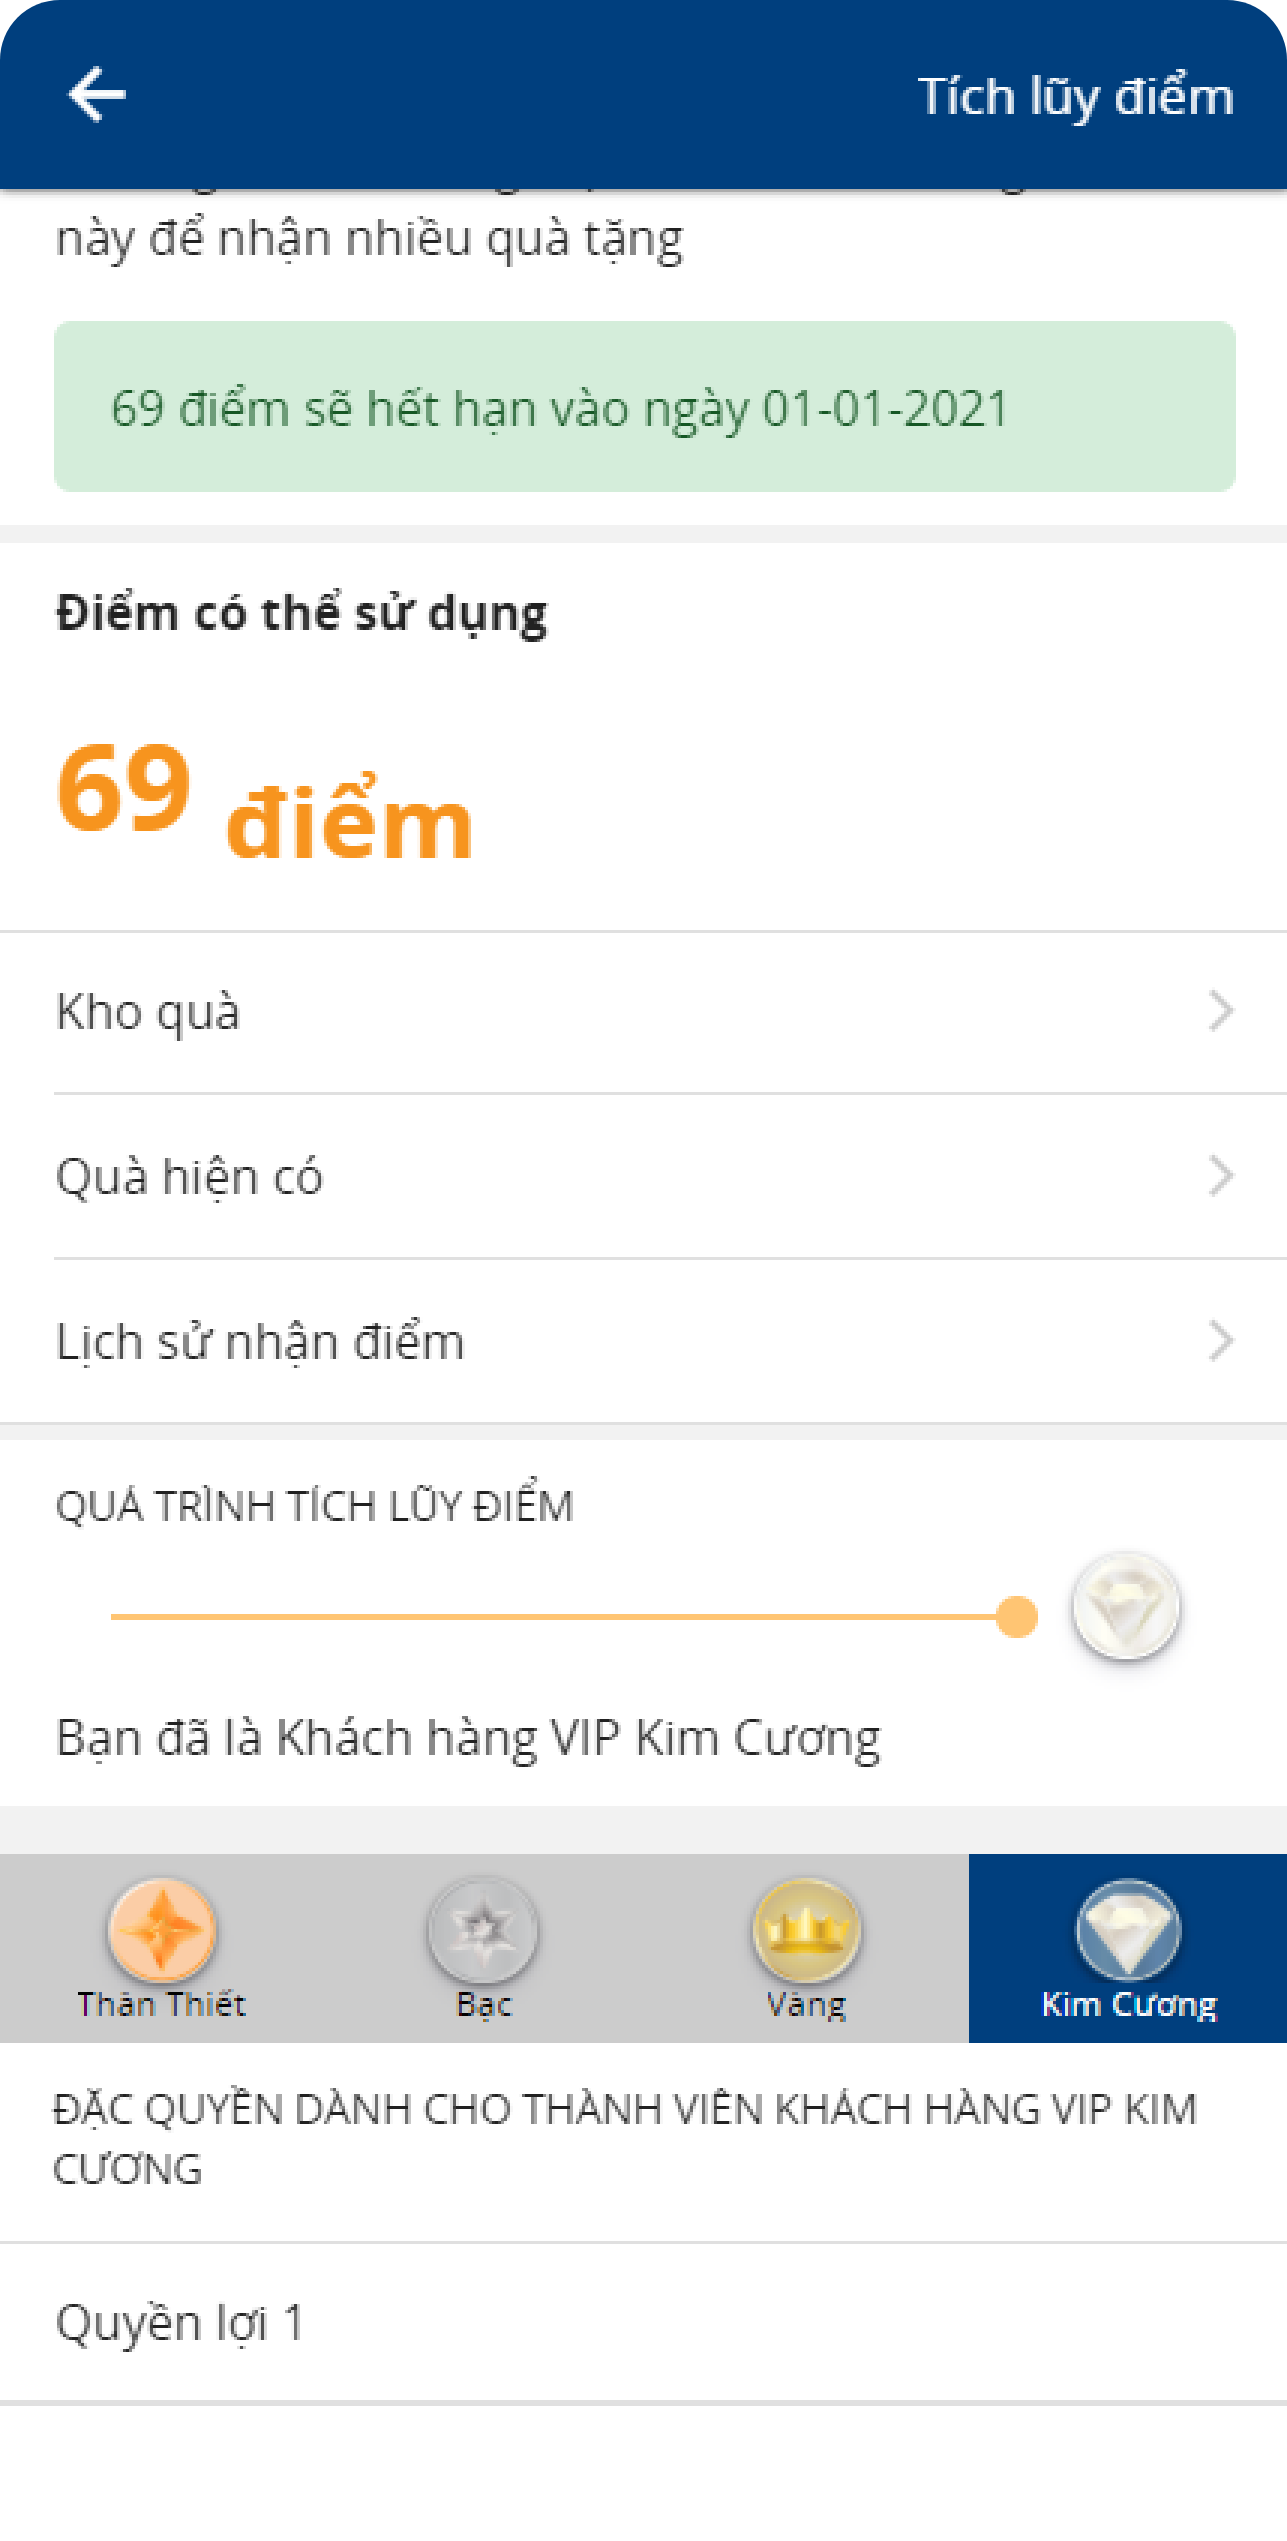 Tích lũy điểm
này để nhận nhiều quà tặng
69 điểm sẽ hết hạn vào ngày 01-01-2021
Điểm có thể sử dụng
69 điểm
Kho quà
Quà hiện có
Lịch sử nhận điểm
QUÁ TRÌNH TÍCH LŨY ĐIỂM
Bạn đã là Khách hàng VIP Kim Cương
Thân Thiết Bạc Vàng Kim Cương
ĐẶC QUYỀN DÀNH CHO THÀNH VIÊN KHÁCH HÀNG VIP KIM
CƯƠNG
Quyền lợi 1